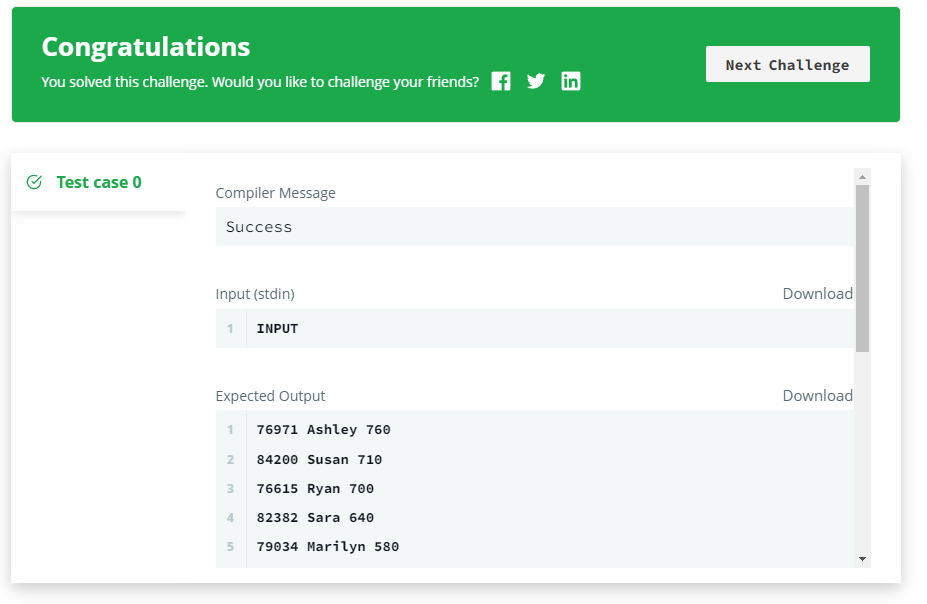 Congratulations
You solved this challenge. Would you like to challenge your friends?
Next Challenge
Test case 0
Compiler Message
Success
Input (stdin)
Download
1 INPUT
Expected Output
Download
1 76971 Ashley 760
2 84200 Susan 710
3 76615 Ryan 700
4 82382 Sara 640
5 79034 Marilyn 580